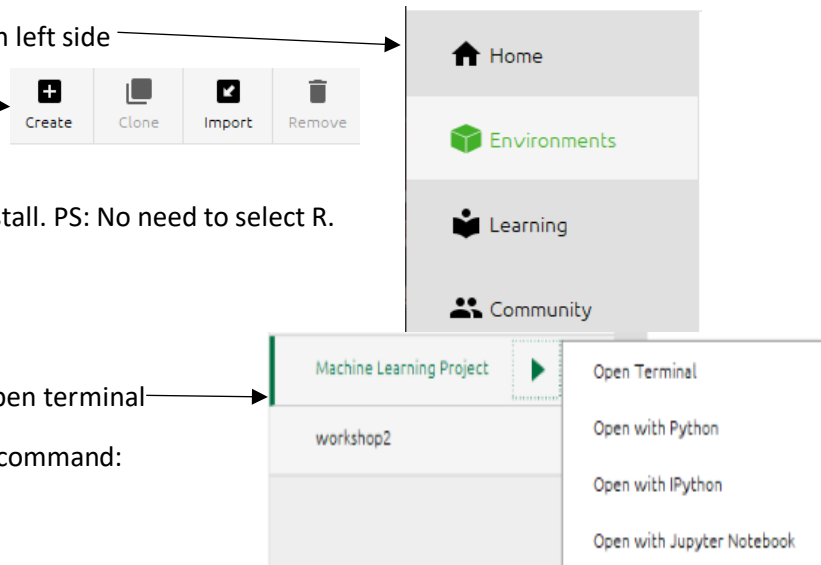 n left side
Home
Create Clone Import Remove
Environments
stall. PS: No need to select R.
Learning
Community
Machine Learning Project
Open Terminal
pen terminal
Open with Python
workshop2
command:
Open with IPython
Open with Jupyter Notebook